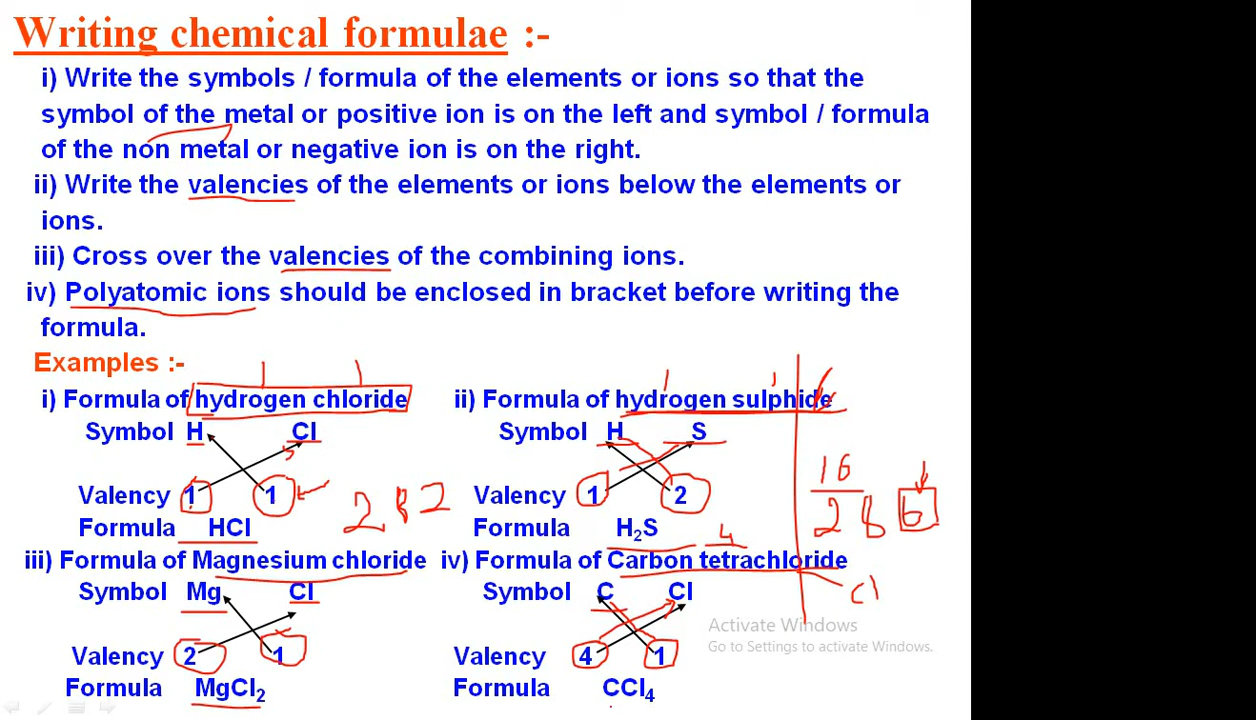 Writing chemical formulae :-
i) Write the symbols / formula of the elements or ions so that the
symbol of the metal or positive ion is on the left and symbol / formula
of the non metal or negative ion is on the right.
ii) Write the valencies of the elements or ions below the elements or
ions.
iii) Cross over the valencies of the combining ions.
iv) Polyatomic ions should be enclosed in bracket before writing the
formula.
Examples :-
i) Formula of hydrogen chloride
Symbol H Cl
Valency 1 1
2 8 2
Formula HCl
ii) Formula of hydrogen sulphide
Symbol H S
Valency 1 2
Formula H₂S
16
2 8 6
iii) Formula of Magnesium chloride
Symbol Mg Cl
Valency 2 1
Formula MgCl₂
4
iv) Formula of Carbon tetrachloride
Symbol C Cl
Cl
Valency 4 1
Formula CCl₄
Activate Windows
Go to Settings to activate Windows.